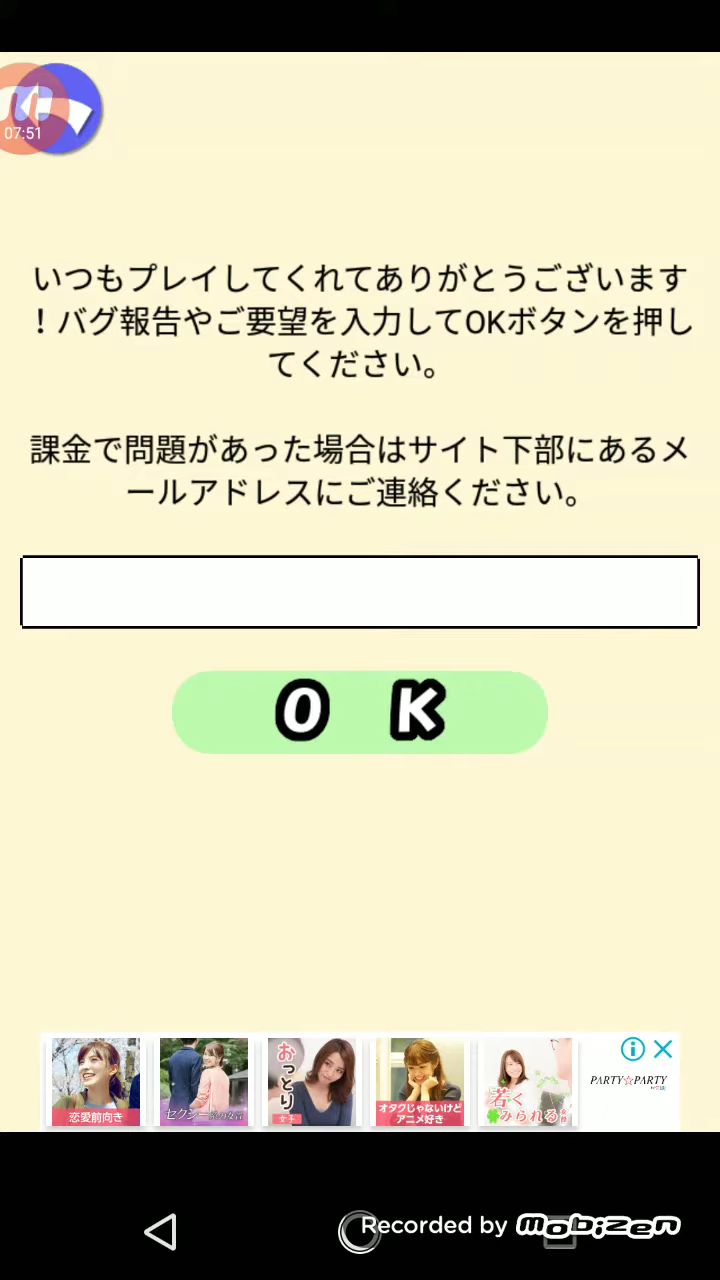 07:51
いつもプレイしてくれてありがとうございます
！バグ報告やご要望を入力してOKボタンを押し
てください。
課金で問題があった場合はサイト下部にあるメ
ールアドレスにご連絡ください。
OK
恋愛前向き
セクシー
おっとり
女子
オタクじゃないけど
アニメ好き
若く
みられる
PARTY☆PARTY
Recorded by mobizen